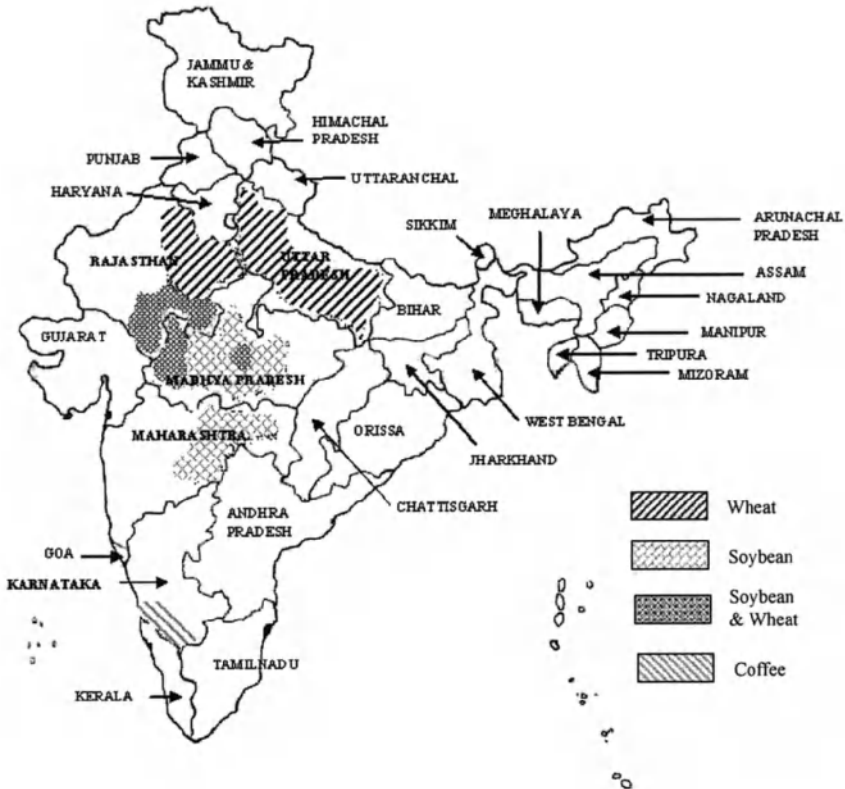 JAMMU &
KASHMIR
HIMACHAL
PRADESH
PUNJAB
UTTARANCHAL
HARYANA
MEGHALAYA
SIKKIM
ARUNACHAL
PRADESH
RAJASTHAN
UTTAR
PRADESH
ASSAM
NAGALAND
BIHAR
GUJARAT
MANIPUR
TRIPURA
MADHYA PRADESH
MIZORAM
WEST BENGAL
MAHARASHTRA
ORISSA
JHARKHAND
CHATTISGARH
ANDHRA
PRADESH
GOA
KARNATAKA
TAMILNADU
KERALA
Wheat
Soybean
Soybean
& Wheat
Coffee